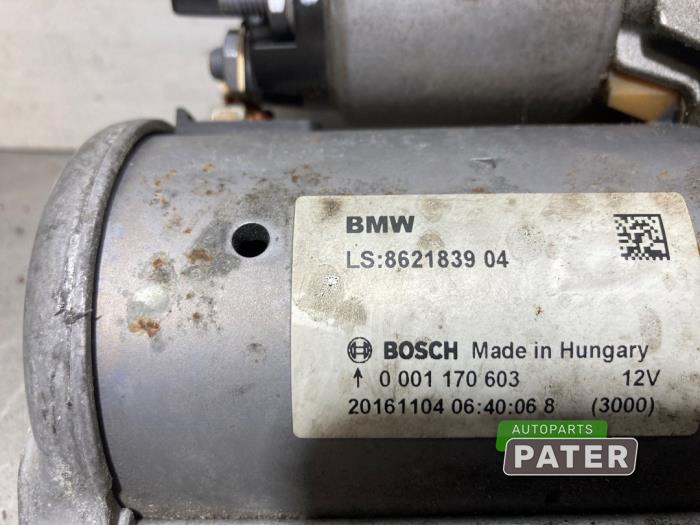 BMW
LS:8621839 04
BOSCH Made in Hungary
↑ 0 001 170 603 12V
20161104 06:40:06 8 (3000)
AUTOPARTS
PATER